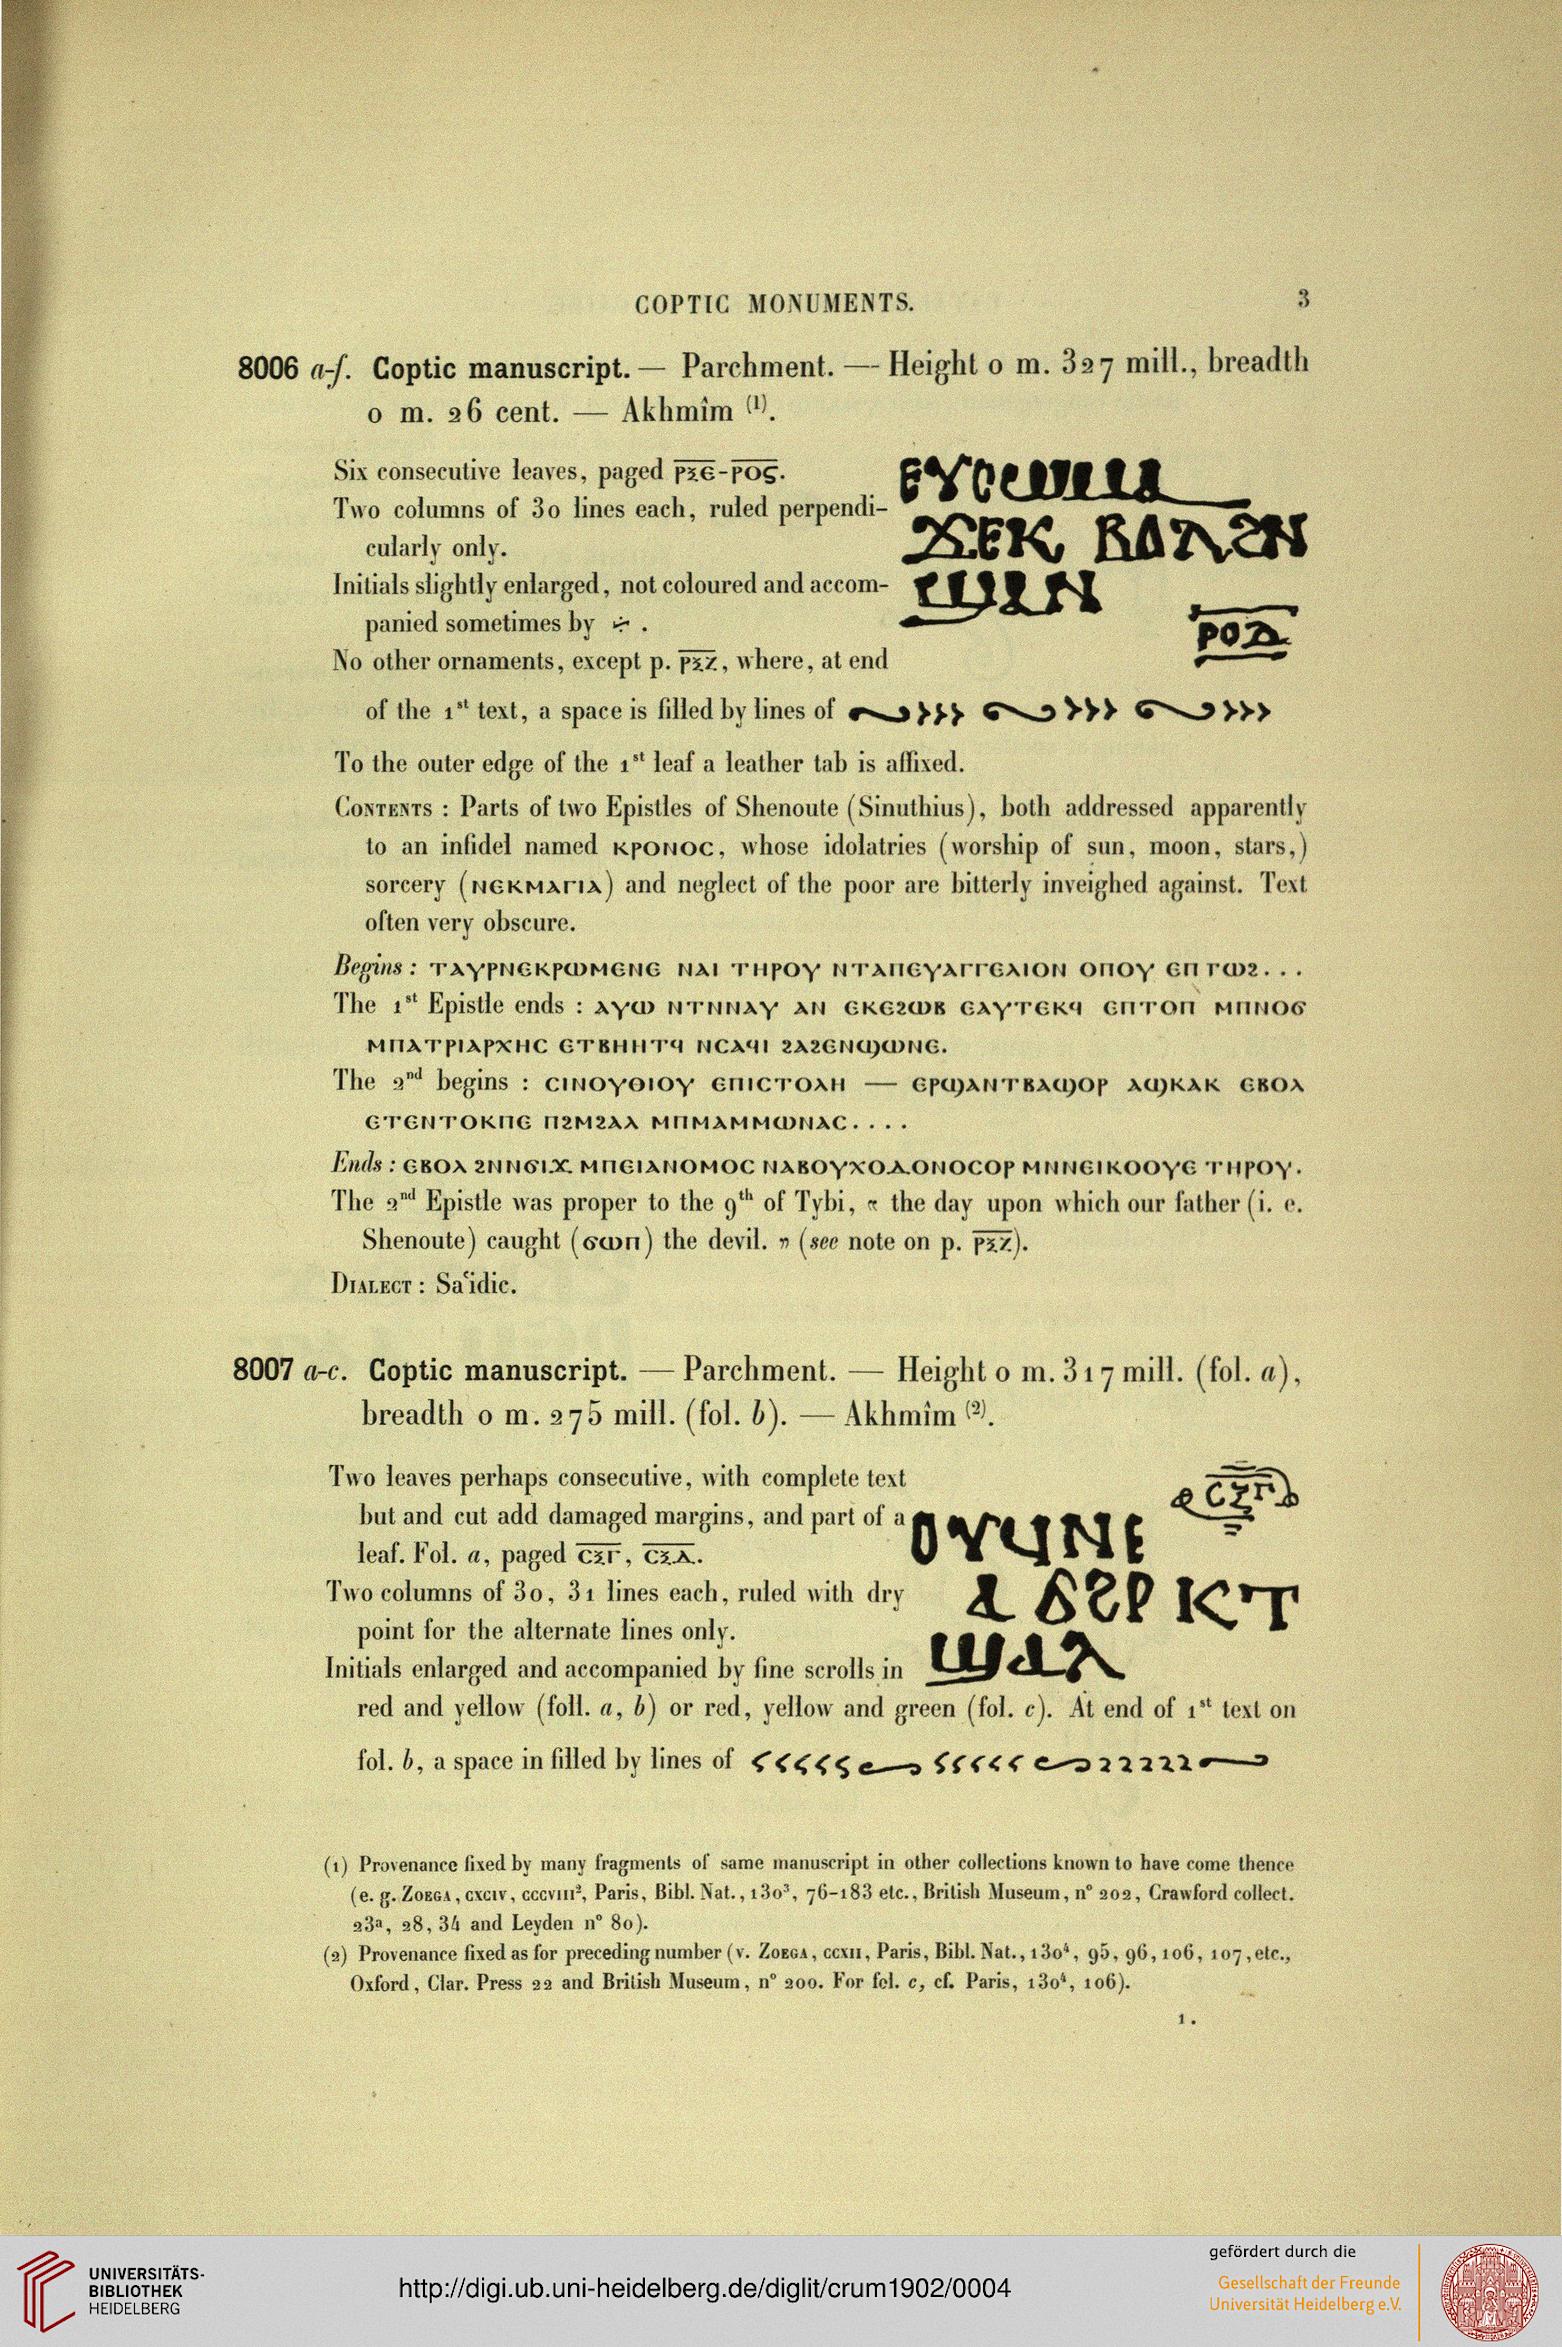 COPTIC MONUMENTS. 3
8006 a-f. Coptic manuscript. — Parchment. — Height 0 m. 327 mill., breadth
0 m. 26 cent. — Akhmîm (1).
Six consecutive leaves, paged ⲣⲝⲉ-ⲣⲟⲋ.
Two columns of 30 lines each, ruled perpendi-
cularly only.
Initials slightly enlarged, not coloured and accom-
panied sometimes by ÷ .
No other ornaments, except p. ⲣⲝⲍ, where, at end
of the 1st text, a space is filled by lines of
To the outer edge of the 1st leaf a leather tab is affixed.
CONTENTS : Parts of two Epistles of Shenoute (Sinuthius), both addressed apparently
to an infidel named ⲕⲣⲟⲛⲟⲥ, whose idolatries (worship of sun, moon, stars,)
sorcery (ⲛⲉⲕⲙⲁⲅⲓⲁ) and neglect of the poor are bitterly inveighed against. Text
often very obscure.
Begins : ⲧⲁⲩⲣⲛⲉⲕⲣⲱⲙⲉⲛⲉ ⲛⲁⲓ ⲧⲏⲣⲟⲩ ⲛⲧⲁⲡⲉⲩⲁⲅⲅⲉⲗⲓⲟⲛ ⲟⲡⲟⲩ ⲉⲡ ⲧⲱϩ...
The 1st Epistle ends : ⲁⲩⲱ ⲛⲧⲛⲛⲁⲩ ⲁⲛ ⲉⲕⲉϩⲱⲃ ⲉⲁⲩⲧⲉⲕϥ ⲉⲡⲧⲟⲡ ⲙⲡⲛⲟϭ
ⲙⲡⲁⲧⲣⲓⲁⲣⲭⲏⲥ ⲉⲧⲃⲏⲏⲧϥ ⲛⲥⲁϥⲓ ϩⲁϩⲉⲛϣⲱⲛⲉ.
The 2nd begins : ⲥⲓⲛⲟⲩⲑⲓⲟⲩ ⲉⲡⲓⲥⲧⲟⲗⲏ — ⲉⲣϣⲁⲛⲧⲃⲁϣⲟⲣ ⲁϣⲕⲁⲕ ⲉⲃⲟⲗ
ⲉⲧⲉⲛⲧⲟⲕⲡⲉ ⲡϩⲙϩⲁⲗ ⲙⲡⲙⲁⲙⲙⲱⲛⲁⲥ....
Ends : ⲉⲃⲟⲗ ϩⲛⲛϭⲓϫ ⲙⲡⲉⲓⲁⲛⲟⲙⲟⲥ ⲛⲁⲃⲟⲩⲭⲟⲇⲟⲛⲟⲥⲟⲣ ⲙⲛⲛⲉⲓⲕⲟⲟⲩⲉ ⲧⲏⲣⲟⲩ.
The 2nd Epistle was proper to the 9th of Tybi, « the day upon which our father (i. e.
Shenoute) caught (ϭⲱⲡ) the devil. » (see note on p. ⲣⲝⲍ).
DIALECT : Saʿidic.
8007 a-c. Coptic manuscript. — Parchment. — Height 0 m. 317 mill. (fol. a),
breadth 0 m. 275 mill. (fol. b). — Akhmîm (2).
Two leaves perhaps consecutive, with complete text
but and cut add damaged margins, and part of a
leaf. Fol. a, paged ⲥⲝⲅ, ⲥⲝⲇ.
Two columns of 30, 31 lines each, ruled with dry
point for the alternate lines only.
Initials enlarged and accompanied by fine scrolls in
red and yellow (foll. a, b) or red, yellow and green (fol. c). At end of 1st text on
fol. b, a space in filled by lines of
(1) Provenance fixed by many fragments of same manuscript in other collections known to have come thence
(e. g. ZOEGA, CXCIV, CCCVIII², Paris, Bibl. Nat., 130³, 76-183 etc., British Museum, n° 202, Crawford collect.
23ᵃ, 28, 34 and Leyden n° 80).
(2) Provenance fixed as for preceding number (v. ZOEGA, CCXII, Paris, Bibl. Nat., 130⁴, 95, 96, 106, 107, etc.,
Oxford, Clar. Press 22 and British Museum, n° 200. For fol. c, cf. Paris, 130⁴, 106).
1.
UNIVERSITÄTS-
BIBLIOTHEK
HEIDELBERG
http://digi.ub.uni-heidelberg.de/diglit/crum1902/0004
gefördert durch die
Gesellschaft der Freunde
Universität Heidelberg e.V.